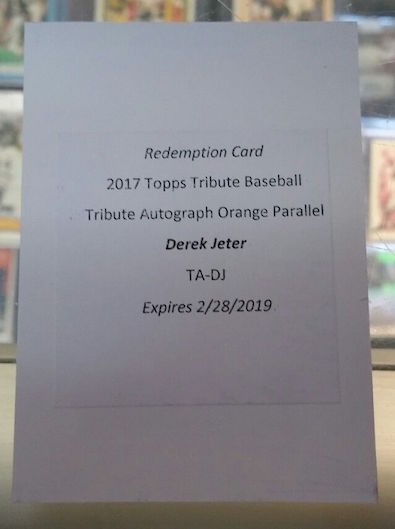 Redemption Card
2017 Topps Tribute Baseball
Tribute Autograph Orange Parallel
Derek Jeter
TA-DJ
Expires 2/28/2019